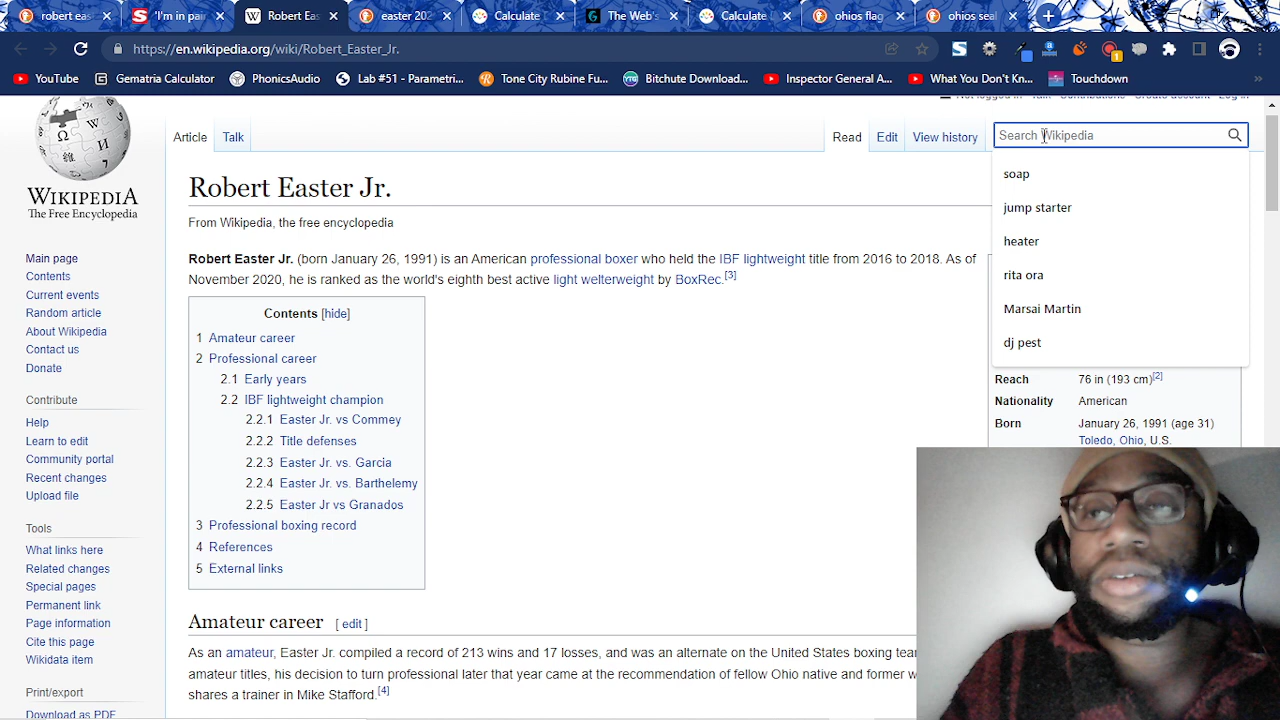 robert eas
'I'm in pai
Robert Eas
easter 202
Calculate D
The Web's
Calculate D
ohios flag
ohios seal
https://en.wikipedia.org/wiki/Robert_Easter_Jr.
YouTube
Gematria Calculator
PhonicsAudio
Lab #51 - Parametri...
Tone City Rubine Fu...
Bitchute Download...
Inspector General A...
What You Don't Kn...
Touchdown
Not logged in Talk Contributions Create account Log in
WIKIPEDIA
The Free Encyclopedia
Main page
Contents
Current events
Random article
About Wikipedia
Contact us
Donate
Contribute
Help
Learn to edit
Community portal
Recent changes
Upload file
Tools
What links here
Related changes
Special pages
Permanent link
Page information
Cite this page
Wikidata item
Print/export
Download as PDF
Article Talk
Read Edit View history
Search Wikipedia
soap
jump starter
heater
rita ora
Marsai Martin
dj pest
Robert Easter Jr.
From Wikipedia, the free encyclopedia
Robert Easter Jr. (born January 26, 1991) is an American professional boxer who held the IBF lightweight title from 2016 to 2018. As of
November 2020, he is ranked as the world's eighth best active light welterweight by BoxRec.[3]
Contents [hide]
1 Amateur career
2 Professional career
2.1 Early years
2.2 IBF lightweight champion
2.2.1 Easter Jr. vs Commey
2.2.2 Title defenses
2.2.3 Easter Jr. vs. Garcia
2.2.4 Easter Jr. vs. Barthelemy
2.2.5 Easter Jr vs Granados
3 Professional boxing record
4 References
5 External links
Reach 76 in (193 cm)[2]
Nationality American
Born January 26, 1991 (age 31)
Toledo, Ohio, U.S.
Amateur career [ edit ]
As an amateur, Easter Jr. compiled a record of 213 wins and 17 losses, and was an alternate on the United States boxing tea
amateur titles, his decision to turn professional later that year came at the recommendation of fellow Ohio native and former w
shares a trainer in Mike Stafford.[4]